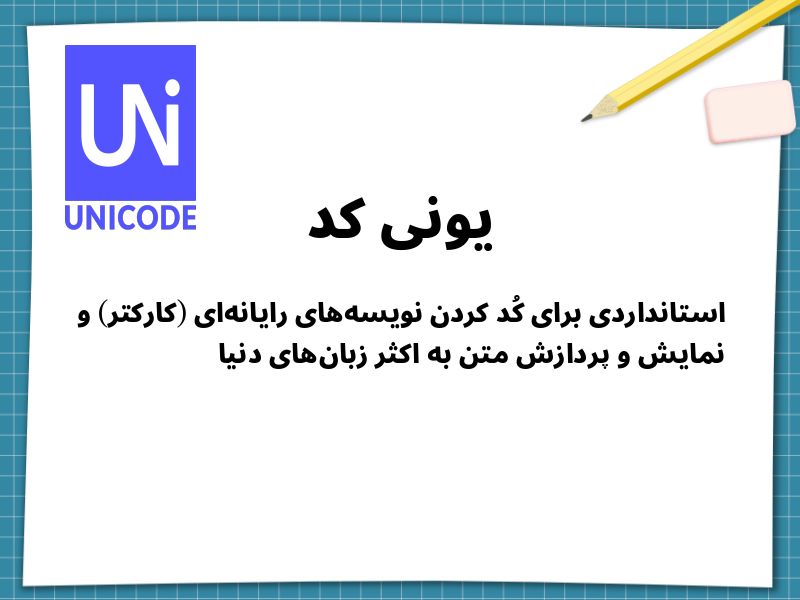 UNi
UNICODE
یونی کد
استانداردی برای کُد کردن نویسه‌های رایانه‌ای (کارکتر) و
نمایش و پردازش متن به اکثر زبان‌های دنیا